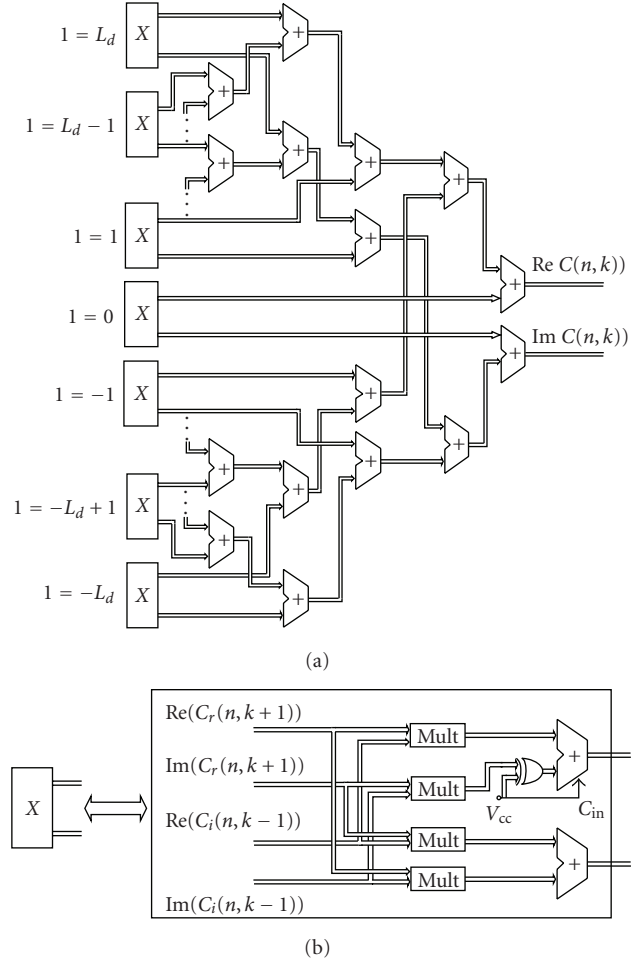 1 = L_d X
+
+
1 = L_d − 1 X
+
+
+
+
1 = 1 X
+
+
Re C(n, k))
1 = 0 X
+
Im C(n, k))
+
1 = −1 X
+
+
+
+
1 = −L_d + 1 X
+
+
1 = −L_d X
+
(a)
Re(C_r(n, k + 1))
Mult
+
Im(C_r(n, k + 1))
Mult
X
V_cc
C_in
Re(C_i(n, k − 1))
Mult
+
Mult
Im(C_i(n, k − 1))
(b)